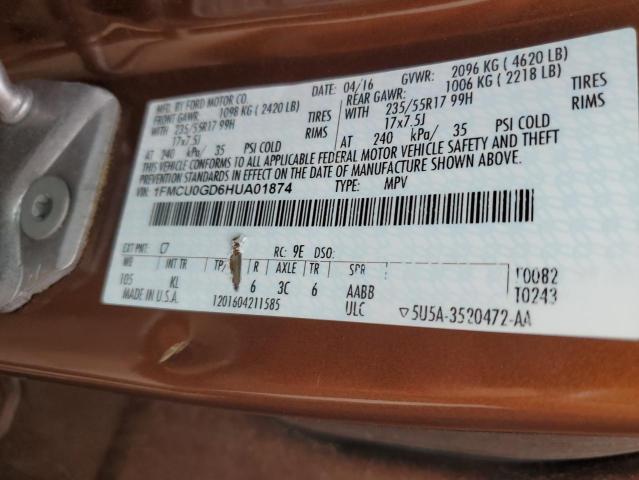 MFD. BY FORD MOTOR CO.
DATE: 04/16 GVWR: 2096 KG ( 4620 LB)
FRONT GAWR: 1098 KG ( 2420 LB)
REAR GAWR: 1006 KG ( 2218 LB)
WITH 235/55R17 99H TIRES
WITH 235/55R17 99H TIRES
17x7.5J RIMS
17x7.5J RIMS
AT 240 kPa/ 35 PSI COLD
AT 240 kPa/ 35 PSI COLD
THIS VEHICLE CONFORMS TO ALL APPLICABLE FEDERAL MOTOR VEHICLE SAFETY AND THEFT
PREVENTION STANDARDS IN EFFECT ON THE DATE OF MANUFACTURE SHOWN ABOVE.
VIN: 1FMCU0GD6HUA01874 TYPE: MPV
EXT PNT: C7 RC: 9E DSO:
WB INT TR TP/ R AXLE TR SPR
105 KL 6 3C 6 AABB
T0082
T0243
MADE IN U.S.A. 1201604211585 ULC ▽5U5A-3520472-AA